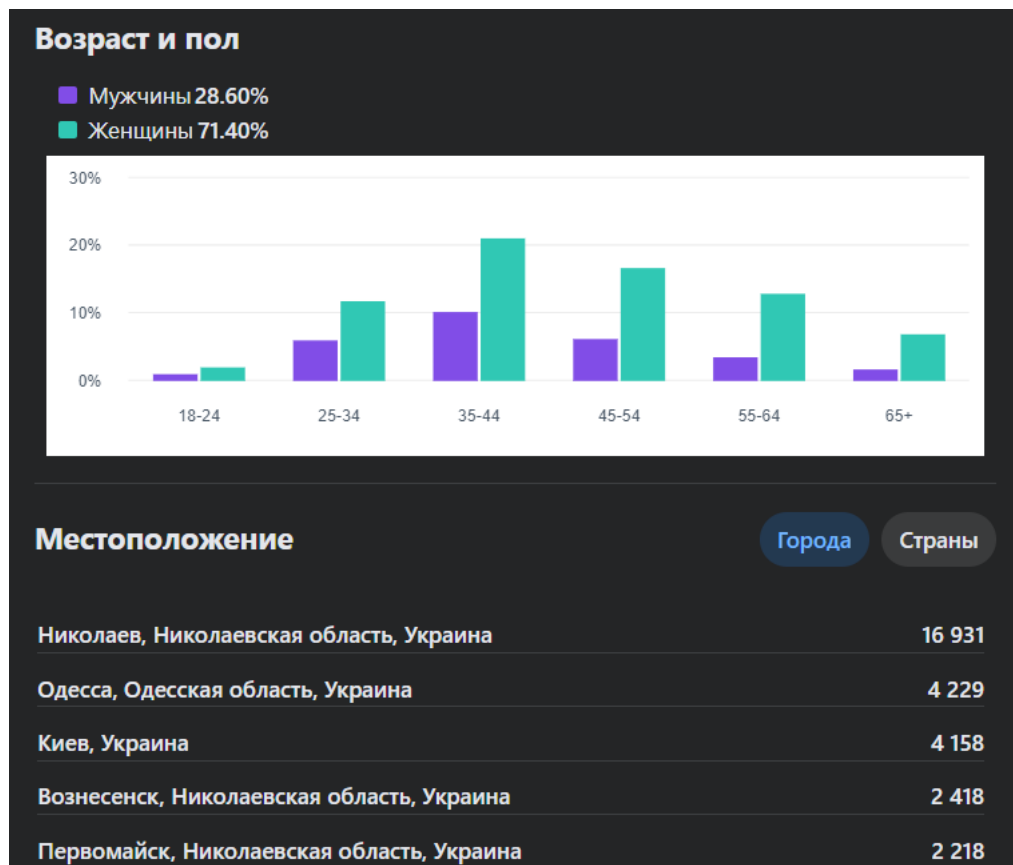 Возраст и пол
Мужчины 28.60%
Женщины 71.40%
30%
20%
10%
0%
18-24 25-34 35-44 45-54 55-64 65+
Местоположение Города Страны
Николаев, Николаевская область, Украина 16 931
Одесса, Одесская область, Украина 4 229
Киев, Украина 4 158
Вознесенск, Николаевская область, Украина 2 418
Первомайск, Николаевская область, Украина 2 218